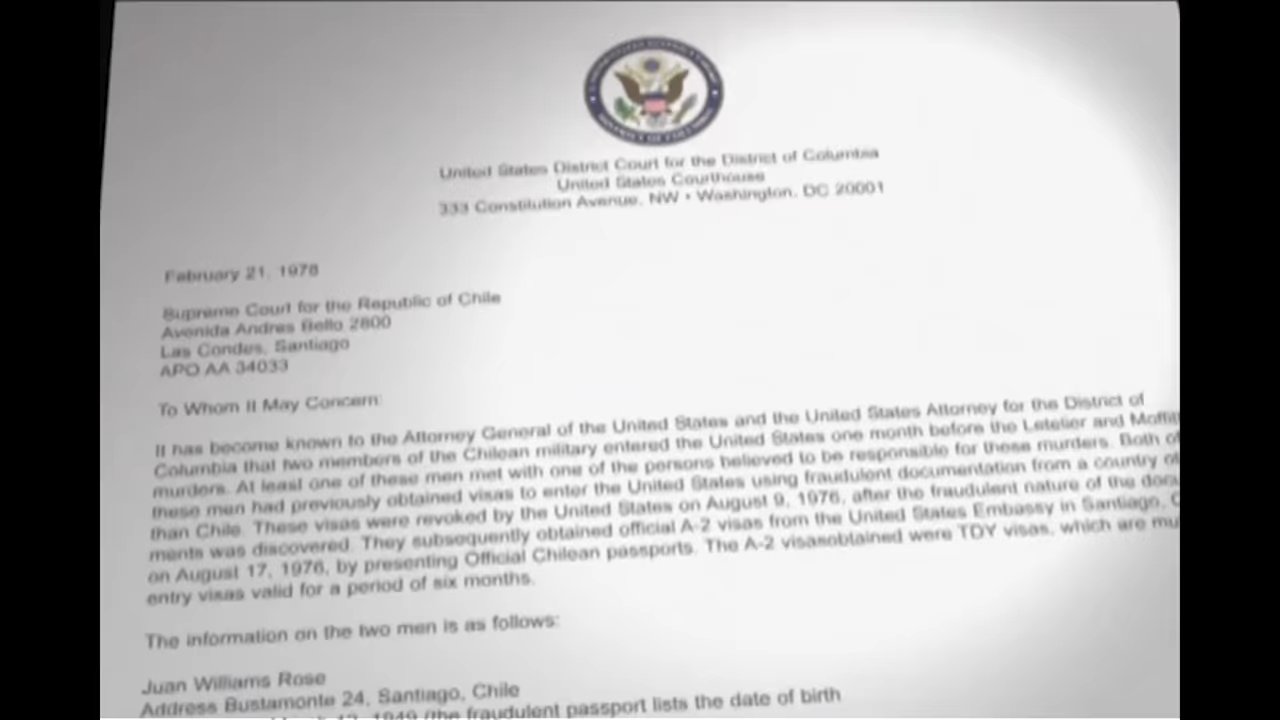 DISTRICT OF COLUMBIA
United States District Court for the District of Columbia
United States Courthouse
333 Constitution Avenue, NW • Washington, DC 20001
February 21, 1978
Supreme Court for the Republic of Chile
Avenida Andres Bello 2800
Las Condes, Santiago
APO AA 34033
To Whom It May Concern:
It has become known to the Attorney General of the United States and the United States Attorney for the District of
Columbia that two members of the Chilean military entered the United States one month before the Letelier and Moffit
murders. At least one of these men met with one of the persons believed to be responsible for these murders. Both of
these men had previously obtained visas to enter the United States using fraudulent documentation from a country ot
than Chile. These visas were revoked by the United States on August 9, 1976, after the fraudulent nature of the docu
ments was discovered. They subsequently obtained official A-2 visas from the United States Embassy in Santiago, C
on August 17, 1976, by presenting Official Chilean passports. The A-2 visasobtained were TDY visas, which are mu
entry visas valid for a period of six months.
The information on the two men is as follows:
Juan Williams Rose
Address Bustamonte 24, Santiago, Chile
1949 (the fraudulent passport lists the date of birth